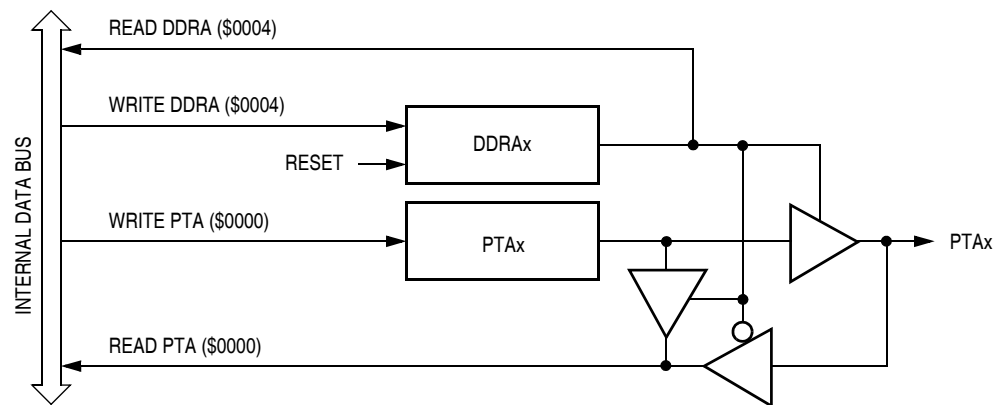 READ DDRA ($0004)
WRITE DDRA ($0004)
DDRAx
RESET
INTERNAL DATA BUS
WRITE PTA ($0000)
PTAx
PTAx
READ PTA ($0000)